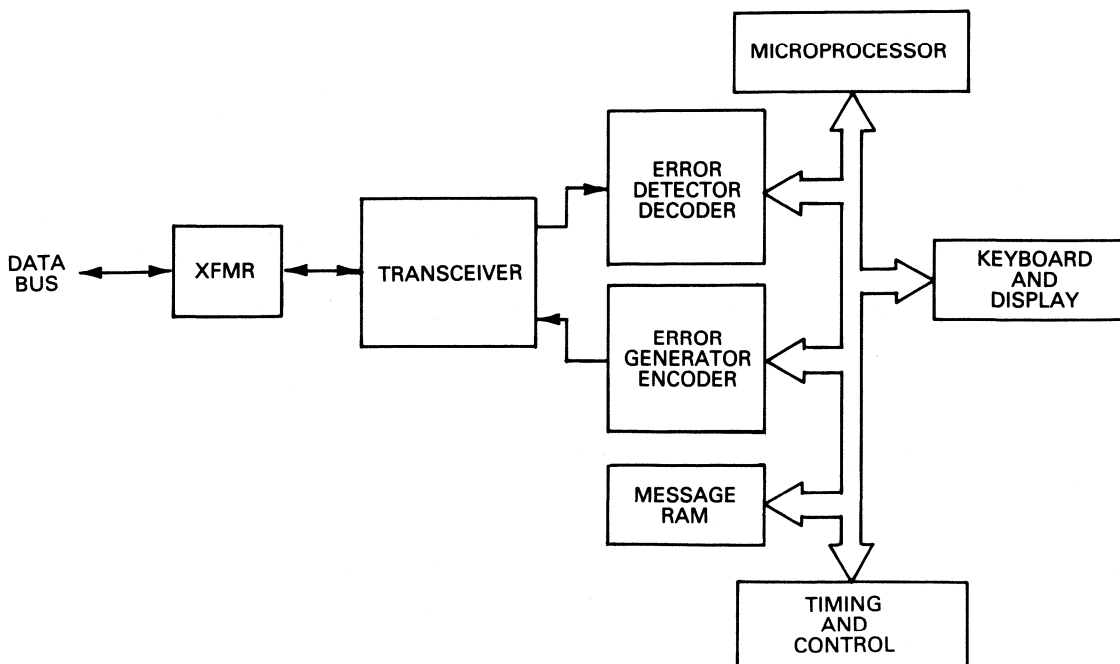 MICROPROCESSOR
ERROR
DETECTOR
DECODER
DATA
BUS
XFMR
TRANSCEIVER
KEYBOARD
AND
DISPLAY
ERROR
GENERATOR
ENCODER
MESSAGE
RAM
TIMING
AND
CONTROL